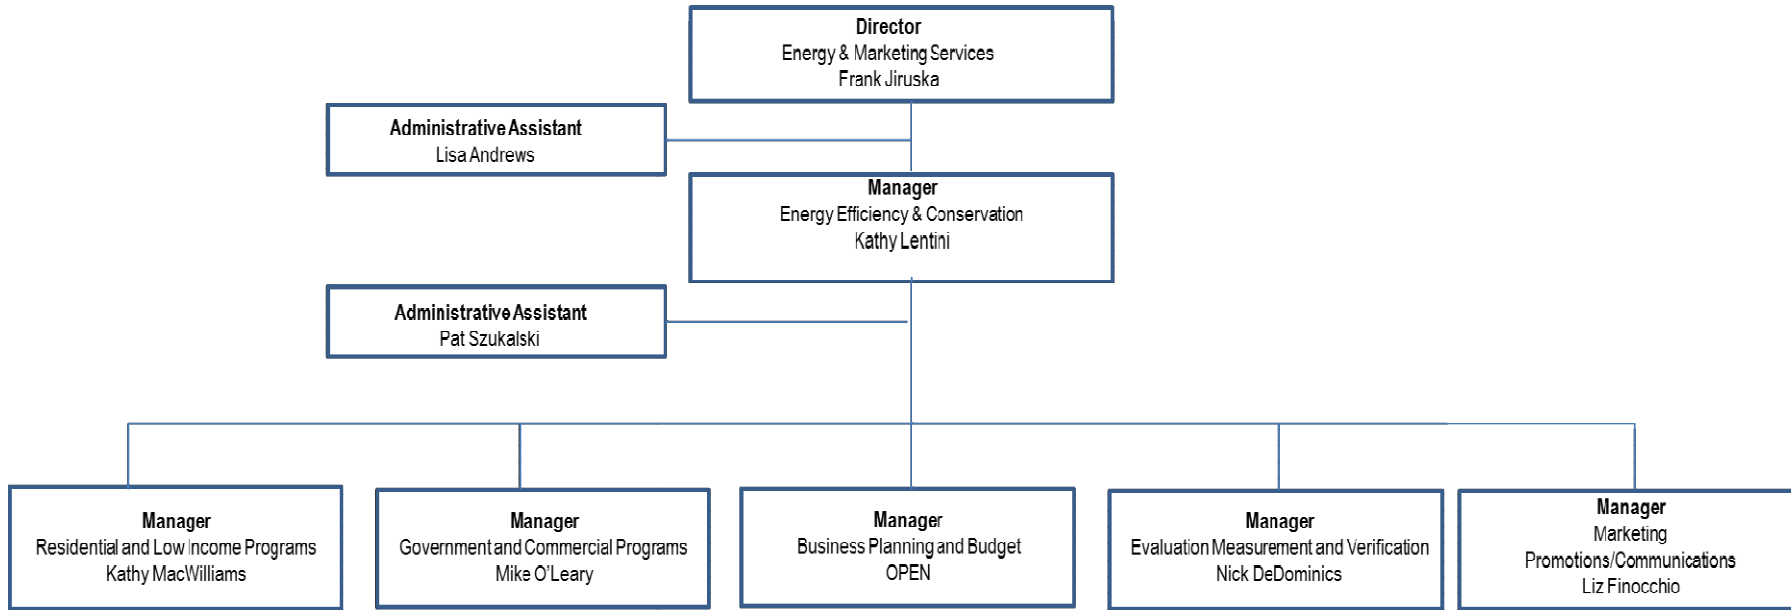 Director
Energy & Marketing Services
Frank Jiruska
Administrative Assistant
Lisa Andrews
Manager
Energy Efficiency & Conservation
Kathy Lentini
Administrative Assistant
Pat Szukalski
Manager
Residential and Low Income Programs
Kathy MacWilliams
Manager
Government and Commercial Programs
Mike O'Leary
Manager
Business Planning and Budget
OPEN
Manager
Evaluation Measurement and Verification
Nick DeDominics
Manager
Marketing
Promotions/Communications
Liz Finocchio